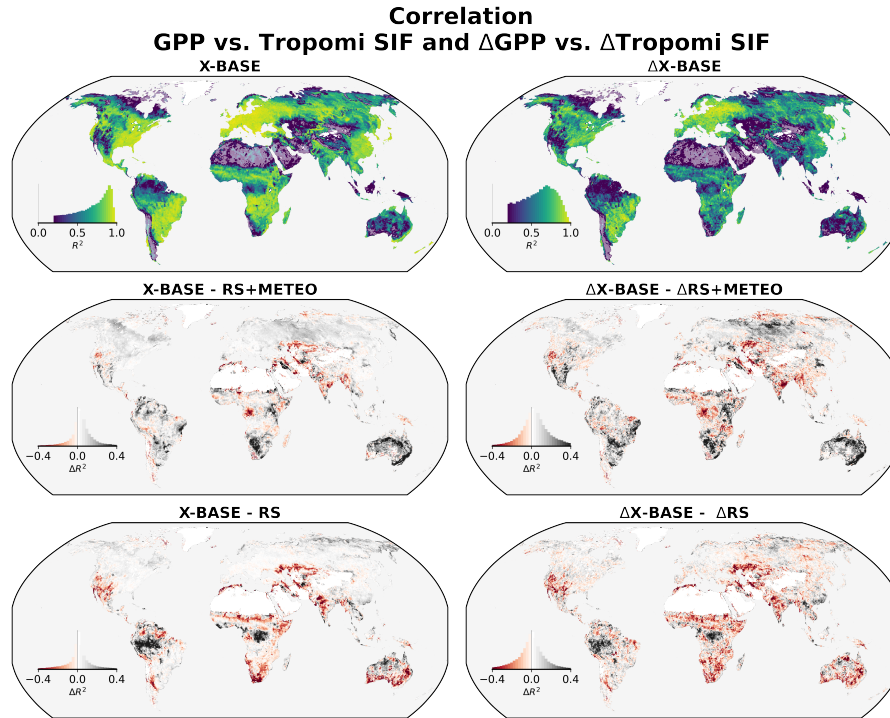 Correlation
GPP vs. Tropomi SIF and ΔGPP vs. ΔTropomi SIF
X-BASE
ΔX-BASE
0.0 0.5 1.0
R²
0.0 0.5 1.0
R²
X-BASE - RS+METEO
ΔX-BASE - ΔRS+METEO
−0.4 0.0 0.4
ΔR²
−0.4 0.0 0.4
ΔR²
X-BASE - RS
ΔX-BASE - ΔRS
−0.4 0.0 0.4
ΔR²
−0.4 0.0 0.4
ΔR²